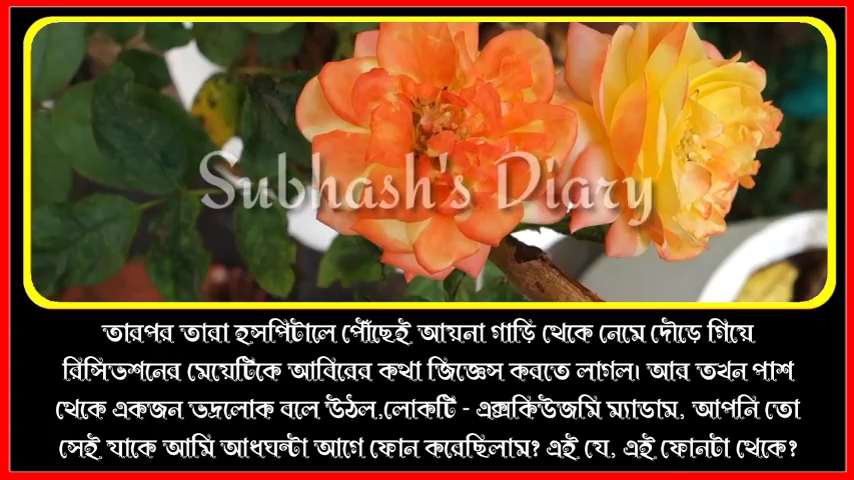 Subhash's Diary
তারপর তারা হসপিটালে পৌঁছেই আয়না গাড়ি থেকে নেমে দৌড়ে গিয়ে
রিসিভশনের মেয়েটিকে আবিরের কথা জিজ্ঞেস করতে লাগল। আর তখন পাশ
থেকে একজন ভদ্রলোক বলে উঠল,লোকটি - এক্সকিউজমি ম্যাডাম, আপনি তো
সেই যাকে আমি আধঘন্টা আগে ফোন করেছিলাম? এই যে, এই ফোনটা থেকে?